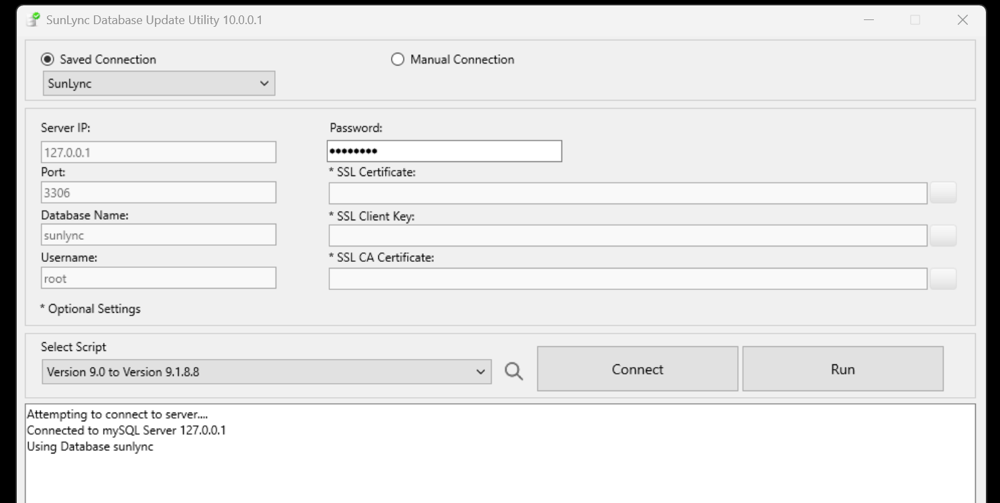 SunLync Database Update Utility 10.0.0.1
Saved Connection
Manual Connection
SunLync
Server IP:
Password:
127.0.0.1
••••••••
Port:
* SSL Certificate:
3306
Database Name:
* SSL Client Key:
sunlync
Username:
* SSL CA Certificate:
root
* Optional Settings
Select Script
Version 9.0 to Version 9.1.8.8
Connect
Run
Attempting to connect to server....
Connected to mySQL Server 127.0.0.1
Using Database sunlync